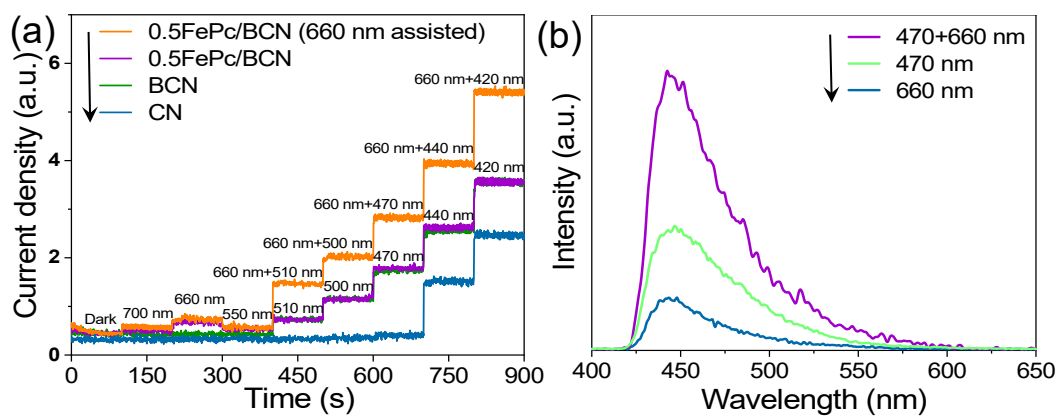 (a)
0.5FePc/BCN (660 nm assisted)
0.5FePc/BCN
BCN
CN
6
4
2
0
Current density (a.u.)
660 nm+420 nm
660 nm+440 nm
420 nm
660 nm+470 nm
440 nm
660 nm+500 nm
470 nm
660 nm+510 nm
500 nm
Dark
700 nm
660 nm
550 nm
510 nm
0
150
300
450
600
750
900
Time (s)
(b)
470+660 nm
470 nm
660 nm
Intensity (a.u.)
400
450
500
550
600
650
Wavelength (nm)